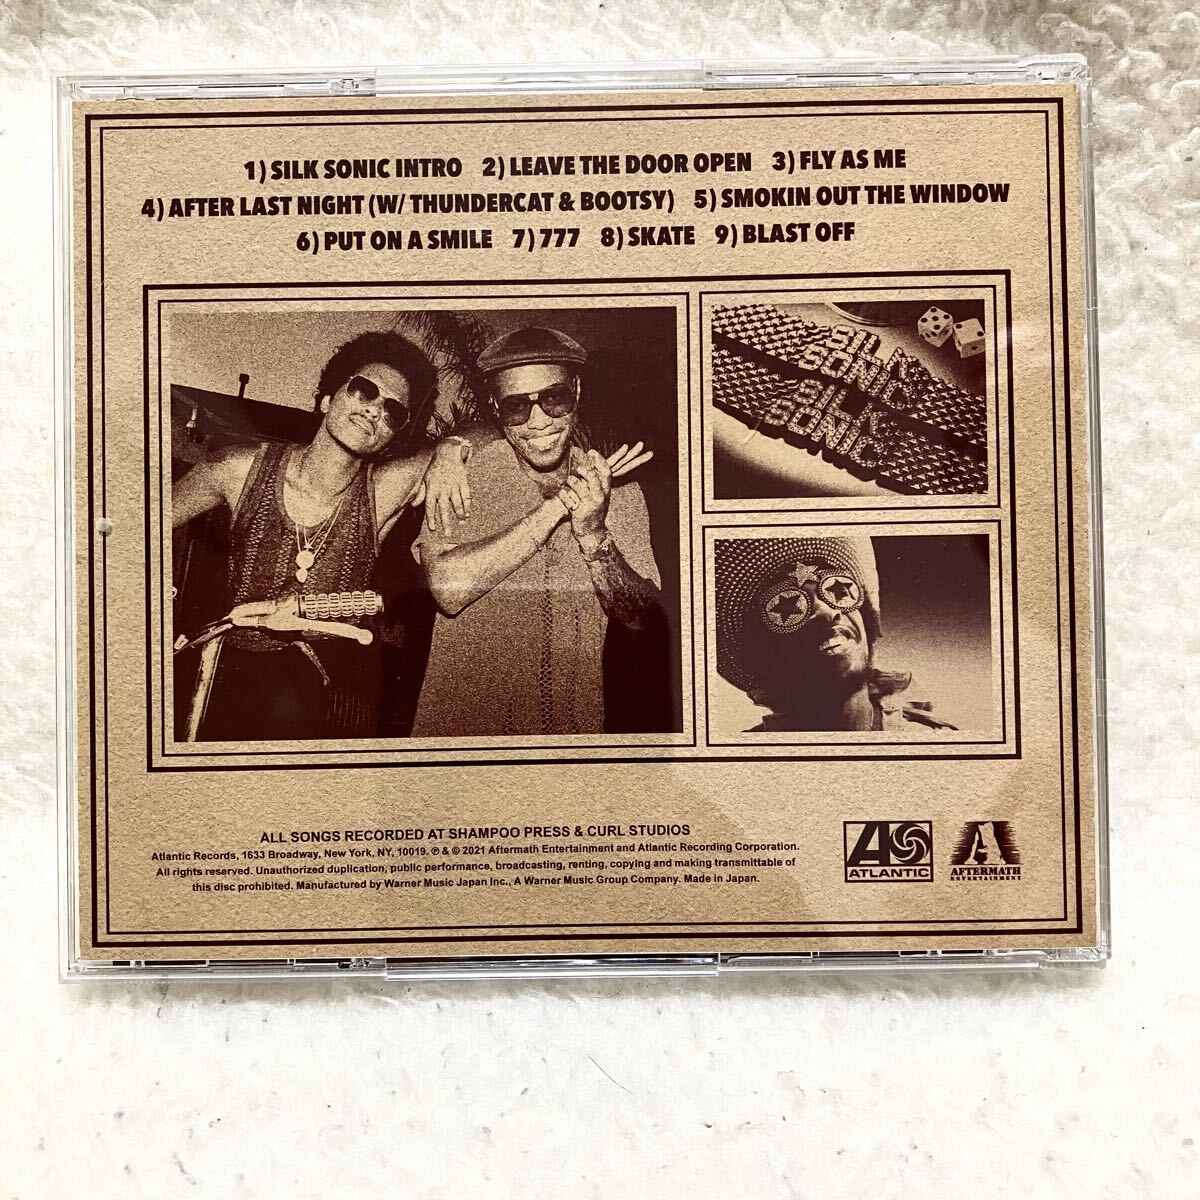 1) SILK SONIC INTRO 2) LEAVE THE DOOR OPEN 3) FLY AS ME
4) AFTER LAST NIGHT (W/ THUNDERCAT & BOOTSY) 5) SMOKIN OUT THE WINDOW
6) PUT ON A SMILE 7) 777 8) SKATE 9) BLAST OFF
SILK
SONIC
SILK
SONIC
ALL SONGS RECORDED AT SHAMPOO PRESS & CURL STUDIOS
Atlantic Records, 1633 Broadway, New York, NY, 10019. ℗ & © 2021 Aftermath Entertainment and Atlantic Recording Corporation.
All rights reserved. Unauthorized duplication, public performance, broadcasting, renting, copying and making transmittable of
this disc prohibited. Manufactured by Warner Music Japan Inc., A Warner Music Group Company. Made in Japan.
ATLANTIC
A
AFTERMATH
ENTERTAINMENT